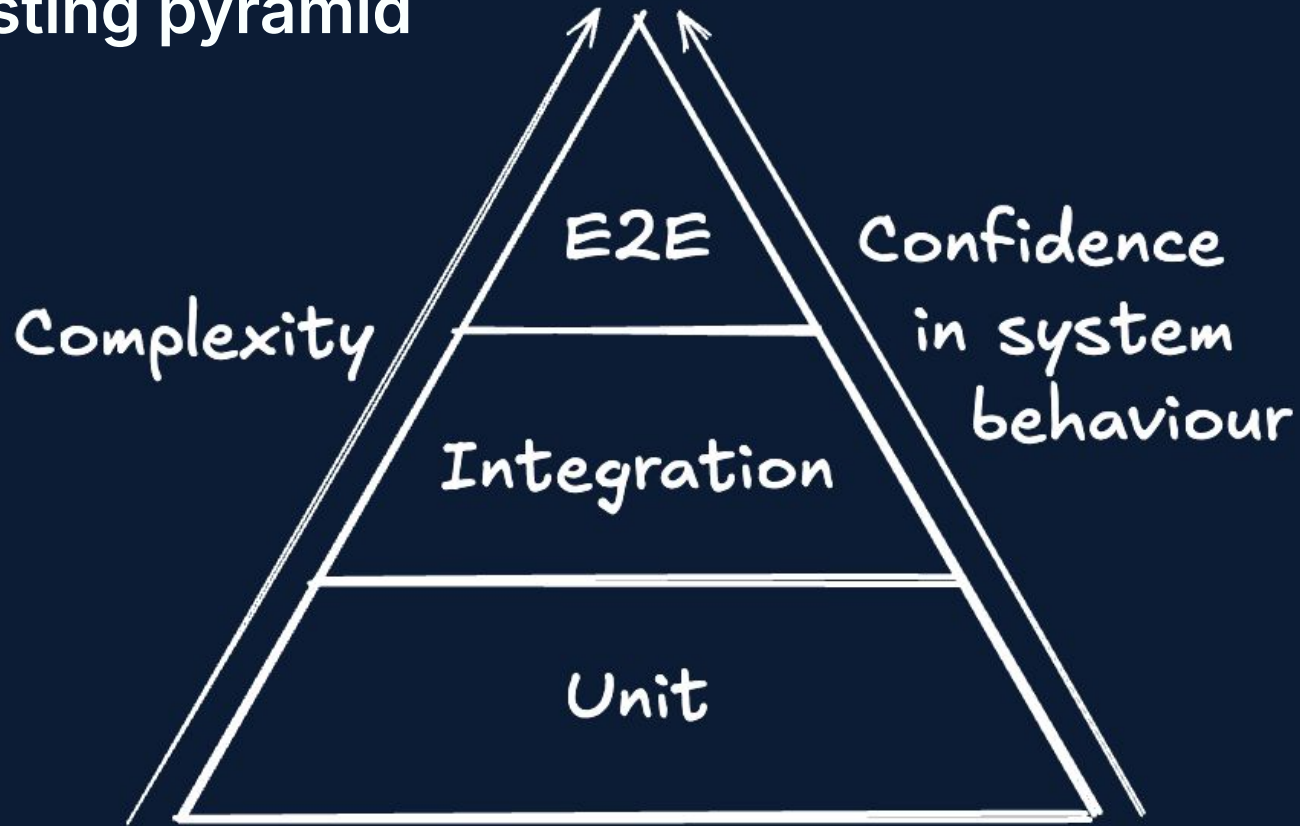 sting pyramid
E2E
Confidence
in system
behaviour
Complexity
Integration
Unit